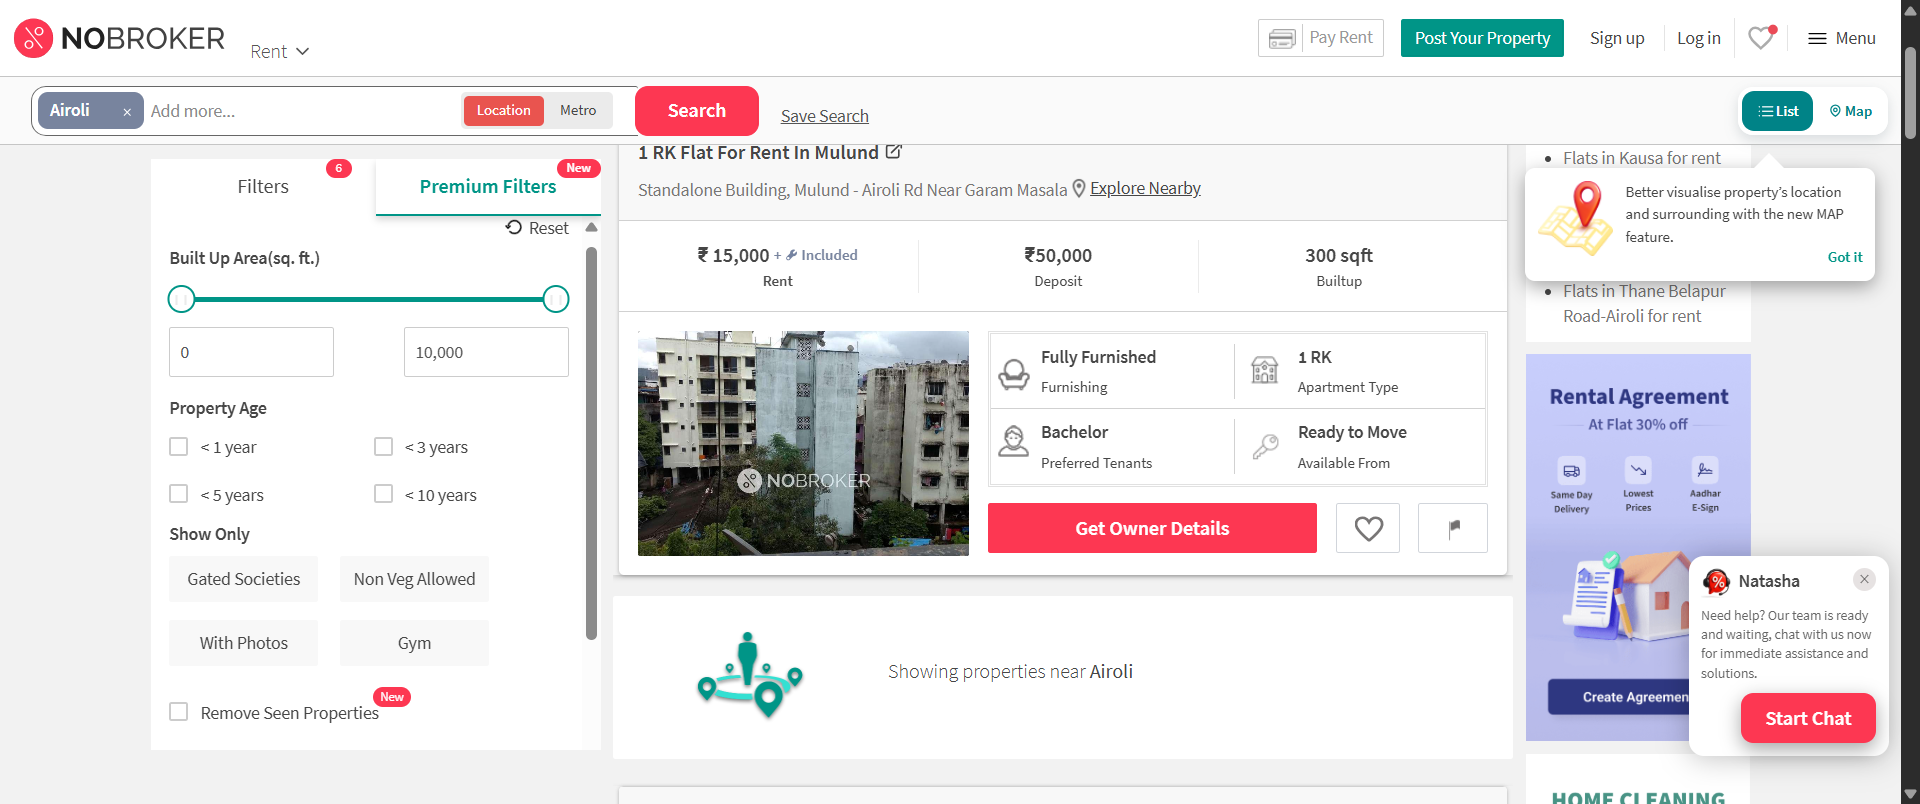 NOBROKER
Rent
Pay Rent
Post Your Property
Sign up
Log in
Menu
Airoli ×
Add more...
Location
Metro
Search
Save Search
List
Map
Filters
6
Premium Filters
New
Reset
Built Up Area(sq. ft.)
0
10,000
Property Age
< 1 year
< 3 years
< 5 years
< 10 years
Show Only
Gated Societies
Non Veg Allowed
With Photos
Gym
Remove Seen Properties
New
1 RK Flat For Rent In Mulund
Standalone Building, Mulund - Airoli Rd Near Garam Masala
Explore Nearby
₹ 15,000 + Included
Rent
₹50,000
Deposit
300 sqft
Builtup
NOBROKER
Fully Furnished
Furnishing
1 RK
Apartment Type
Bachelor
Preferred Tenants
Ready to Move
Available From
Get Owner Details
Showing properties near Airoli
Flats in Kausa for rent
Better visualise property's location
and surrounding with the new MAP
feature.
Got it
Flats in Thane Belapur
Road-Airoli for rent
Rental Agreement
At Flat 30% off
Same Day
Delivery
Lowest
Prices
Aadhar
E-Sign
Create Agreemen
Natasha
Need help? Our team is ready
and waiting, chat with us now
for immediate assistance and
solutions.
Start Chat
HOME CLEANING